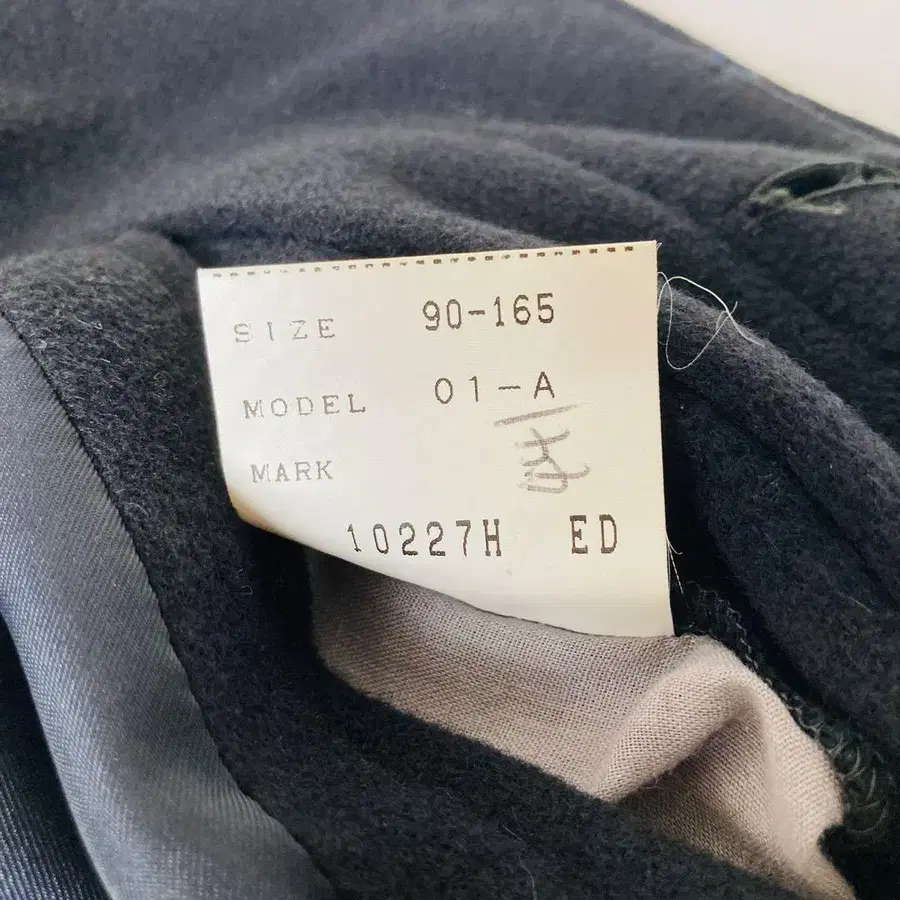 SIZE 90-165
MODEL 01-A
MARK
10227H ED